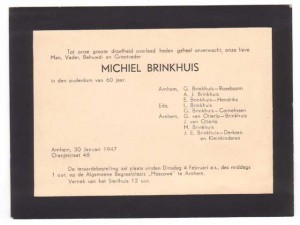 Tot onze groote droefheid overleed heden geheel onverwacht, onze lieve
Man, Vader, Behuwd- en Grootvader
MICHIEL BRINKHUIS
in den ouderdom van 60 jaar.
Arnhem, G. Brinkhuis—Rozeboom
A. J. Brinkhuis
E. Brinkhuis—Hendriks
Ede, L. Brinkhuis
G. Brinkhuis—Cornelissen
Arnhem, G. van Otterlo—Brinkhuis
J. van Otterlo
M. Brinkhuis
J. E. Brinkhuis—Derksen
en Kleinkinderen
Arnhem, 30 Januari 1947
Oranjestraat 48
De teraardebestelling zal plaats vinden Dinsdag 4 Februari a.s. des middags
1 uur, op de Algemeene Begraafplaats „Moscowa" te Arnhem.
Vertrek van het Sterfhuis 12 uur.